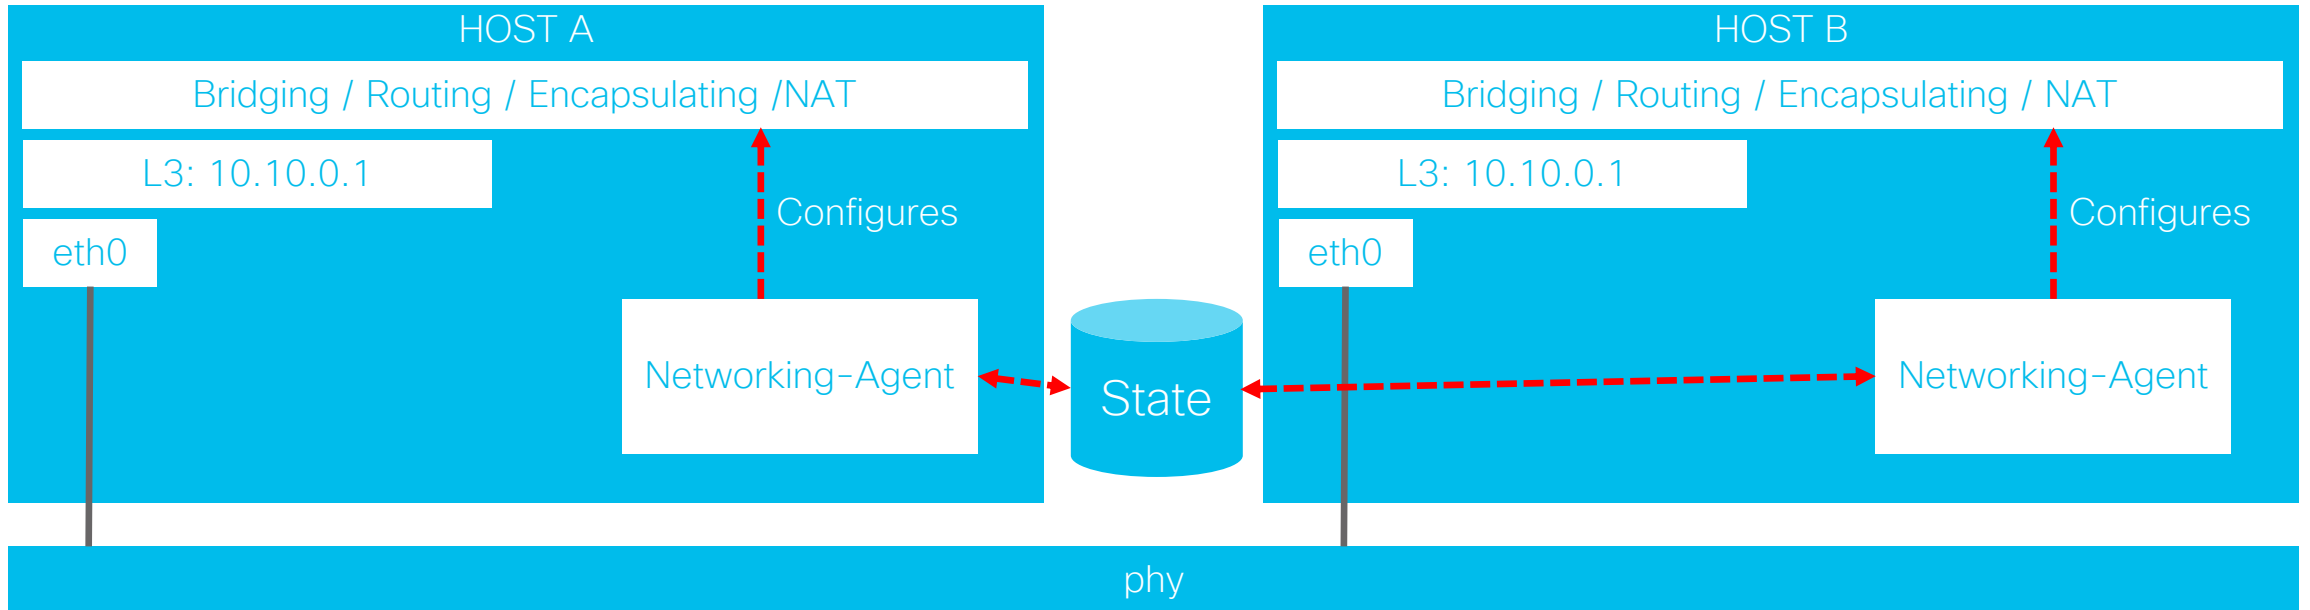 HOST A
Bridging / Routing / Encapsulating /NAT
L3: 10.10.0.1
Configures
eth0
Networking-Agent
State
HOST B
Bridging / Routing / Encapsulating / NAT
L3: 10.10.0.1
Configures
eth0
Networking-Agent
phy